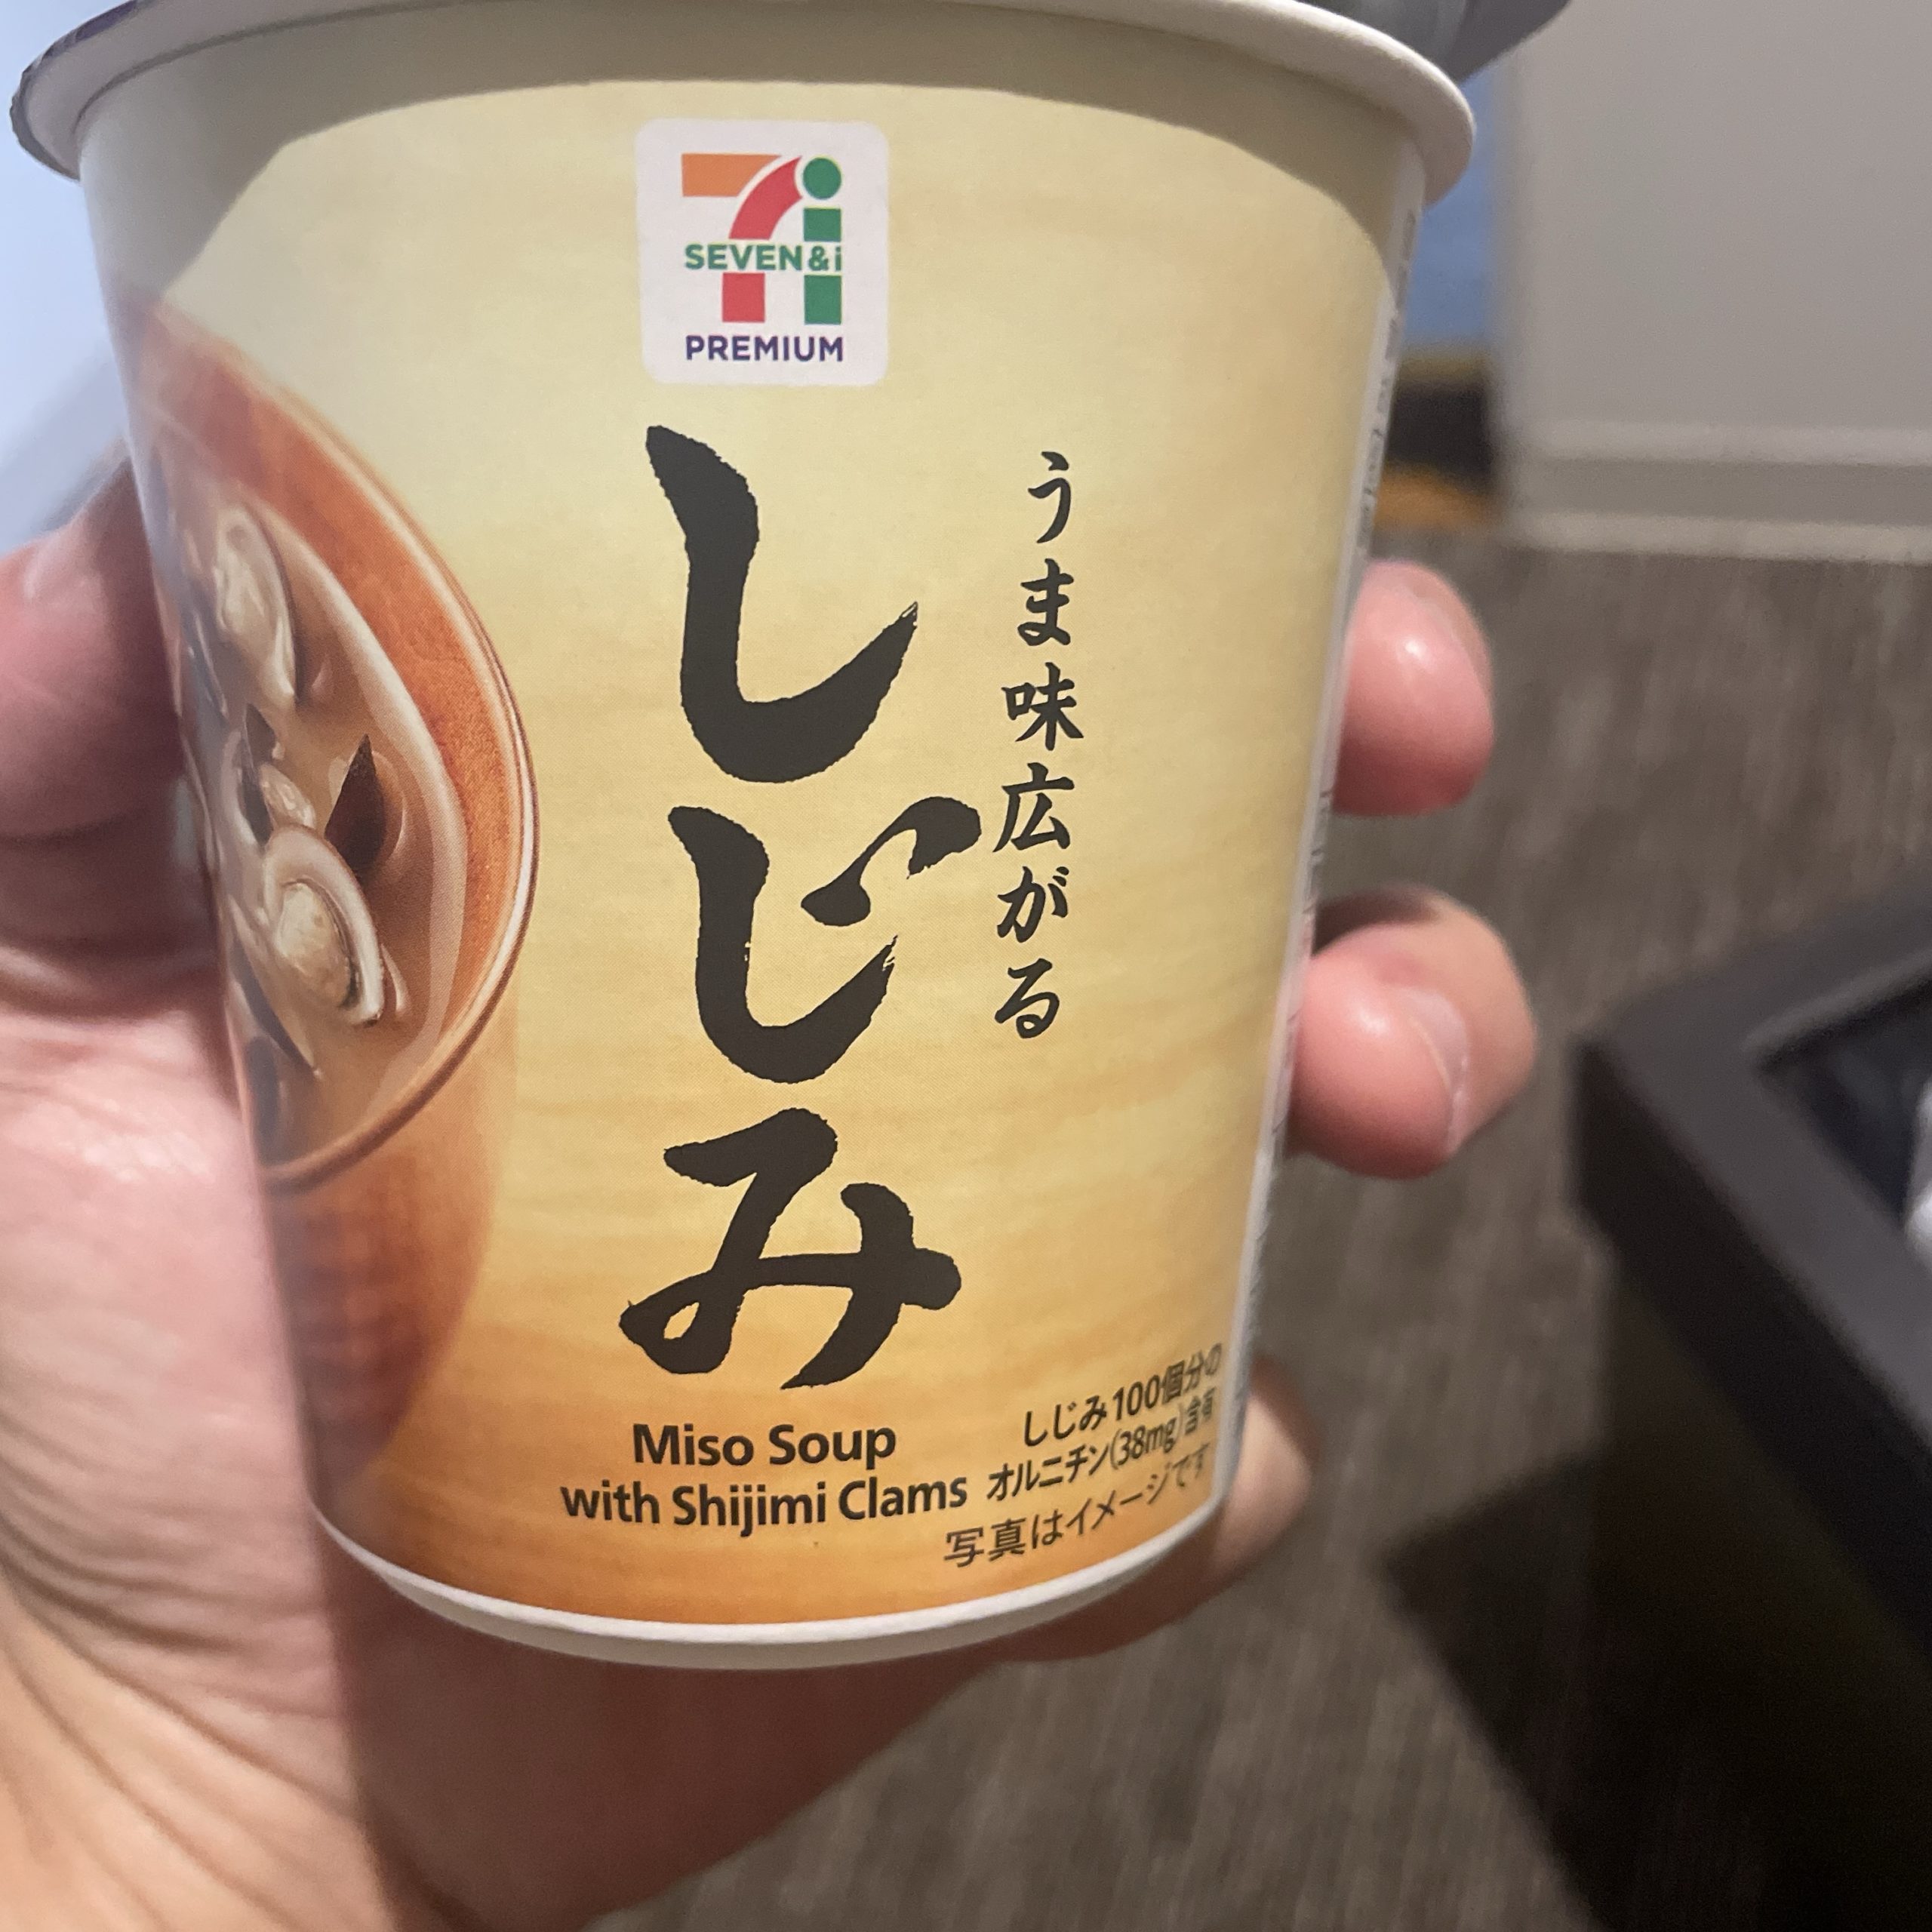 SEVEN&i
PREMIUM
うま味広がる
しじみ
Miso Soup
with Shijimi Clams
しじみ100個分の
オルニチン(38mg)含有
写真はイメージです